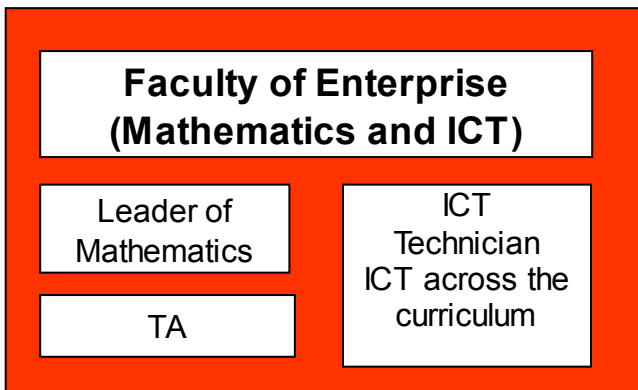 Faculty of Enterprise
(Mathematics and ICT)
Leader of
Mathematics
TA
ICT
Technician
ICT across the
curriculum